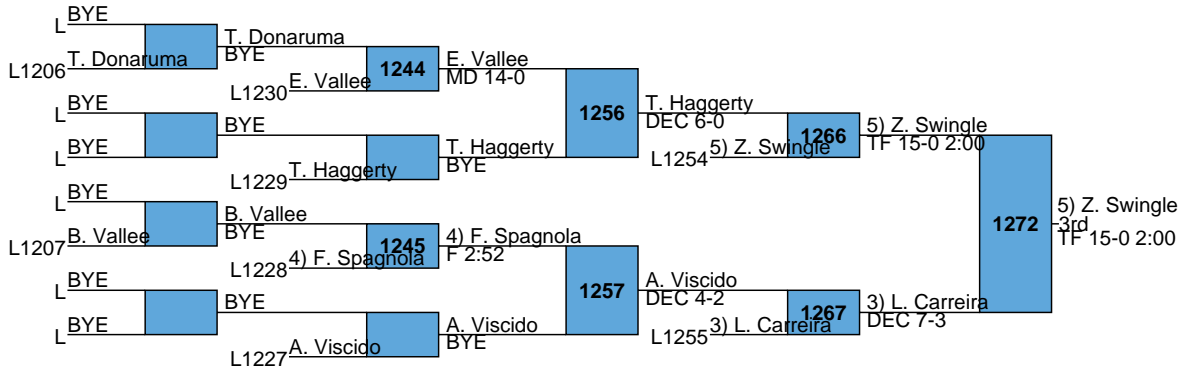 L BYE
L1206 T. Donaruma
T. Donaruma
BYE
1244
L1230 E. Vallee
E. Vallee
MD 14-0
L BYE
L BYE
BYE
L1229 T. Haggerty
T. Haggerty
BYE
1256
T. Haggerty
DEC 6-0
L1254 5) Z. Swingle
1266
5) Z. Swingle
TF 15-0 2:00
L BYE
L1207 B. Vallee
B. Vallee
BYE
1245
L1228 4) F. Spagnola
4) F. Spagnola
F 2:52
L BYE
L BYE
BYE
L1227 A. Viscido
A. Viscido
BYE
1257
A. Viscido
DEC 4-2
L1255 3) L. Carreira
1267
3) L. Carreira
DEC 7-3
1272
5) Z. Swingle
3rd
TF 15-0 2:00